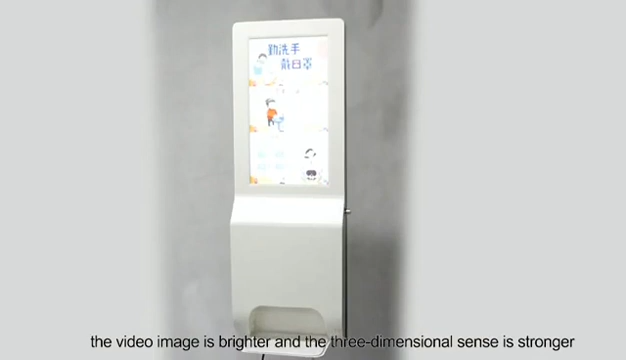 勤洗手
戴口罩
the video image is brighter and the three-dimensional sense is stronger